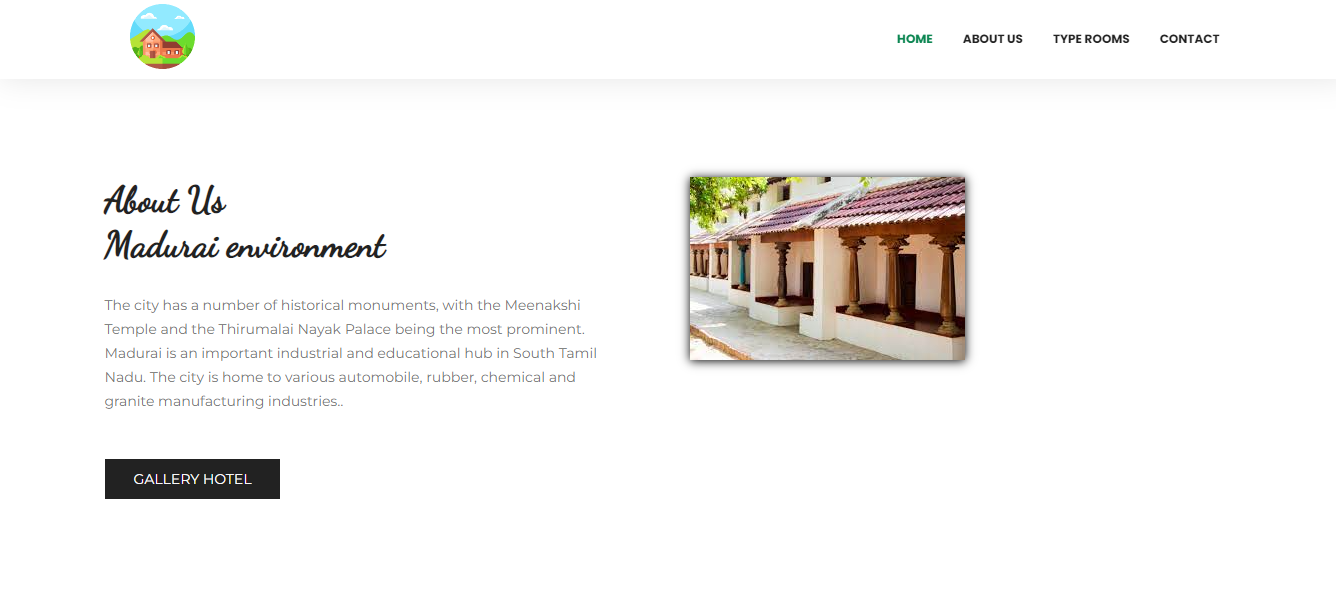 HOME ABOUT US TYPE ROOMS CONTACT
About Us
Madurai environment
The city has a number of historical monuments, with the Meenakshi
Temple and the Thirumalai Nayak Palace being the most prominent.
Madurai is an important industrial and educational hub in South Tamil
Nadu. The city is home to various automobile, rubber, chemical and
granite manufacturing industries..
GALLERY HOTEL